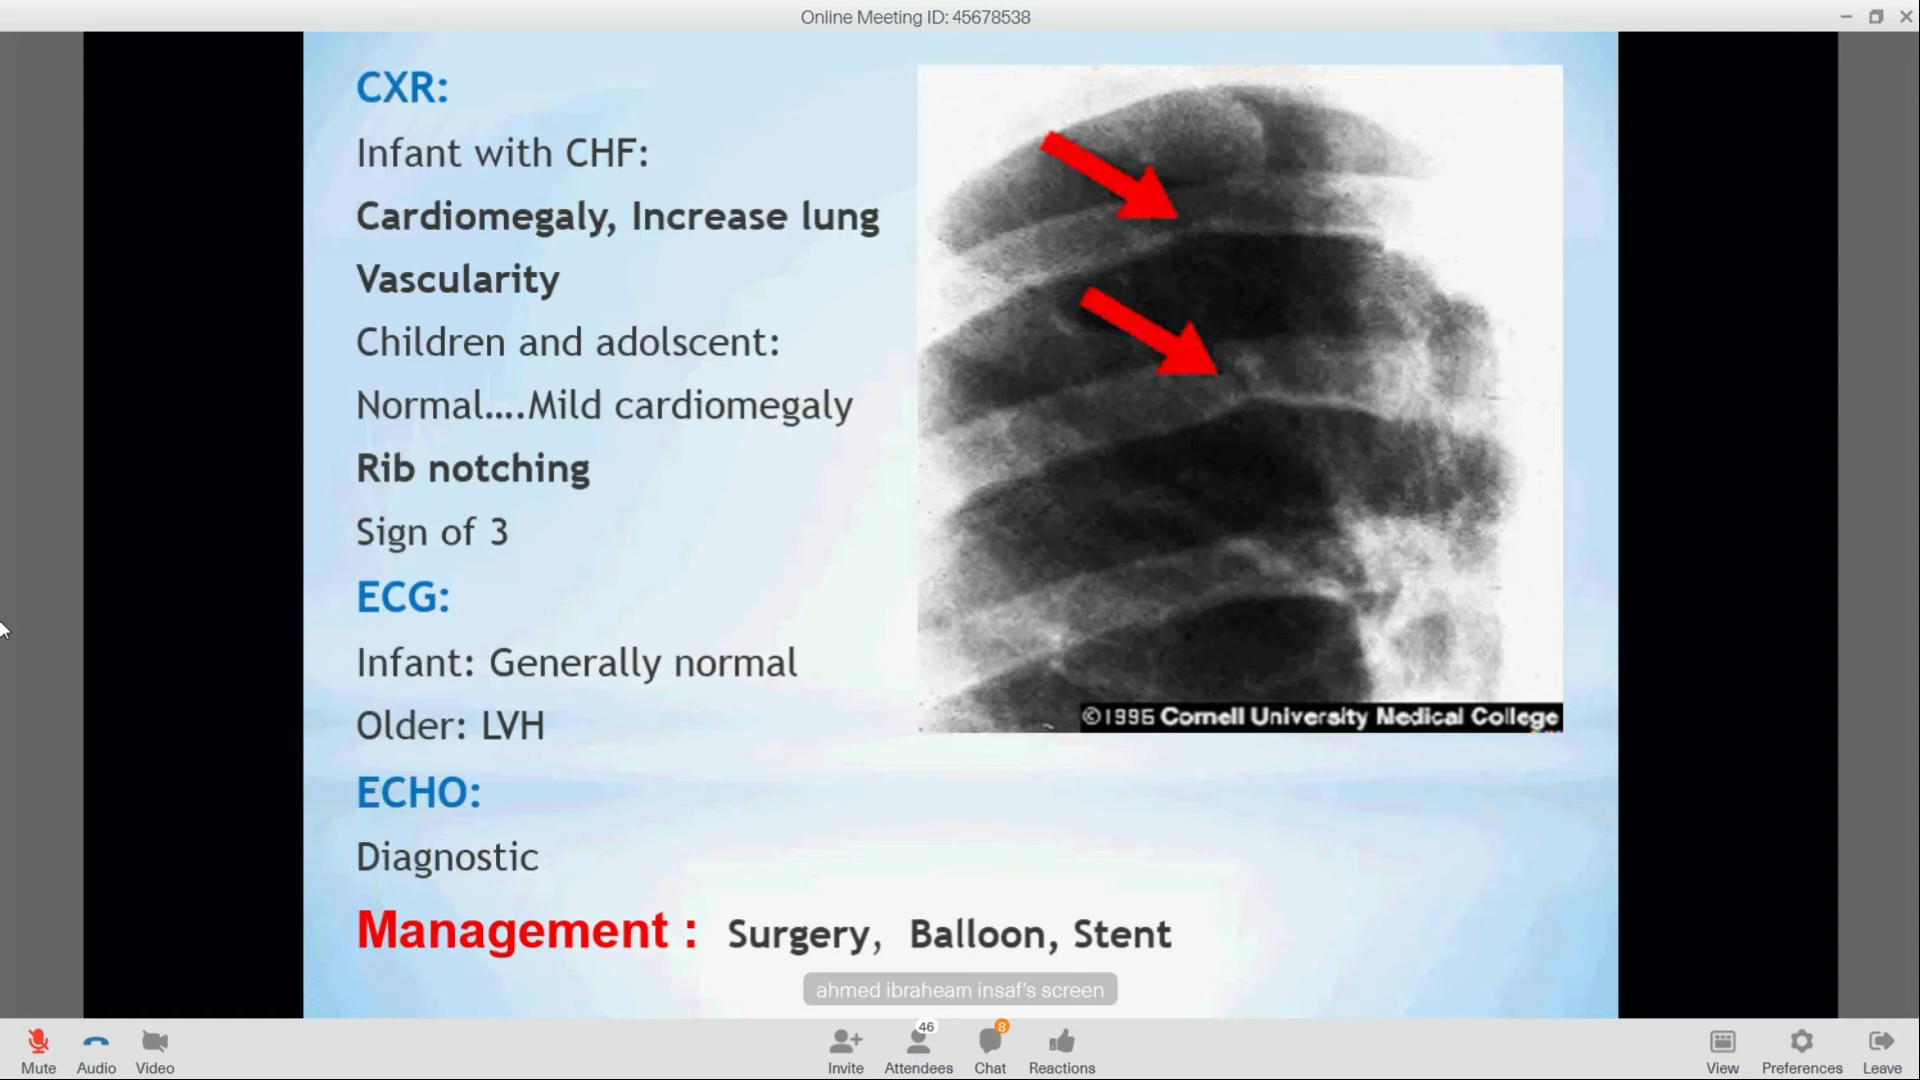 Online Meeting ID: 45678538
CXR:
Infant with CHF:
Cardiomegaly, Increase lung
Vascularity
Children and adolscent:
Normal....Mild cardiomegaly
Rib notching
Sign of 3
ECG:
Infant: Generally normal
Older: LVH
ECHO:
Diagnostic
Management : Surgery, Balloon, Stent
©1996 Cornell University Medical College
ahmed ibraheam insaf's screen
46
8
Mute
Audio
Video
Invite
Attendees
Chat
Reactions
View
Preferences
Leave